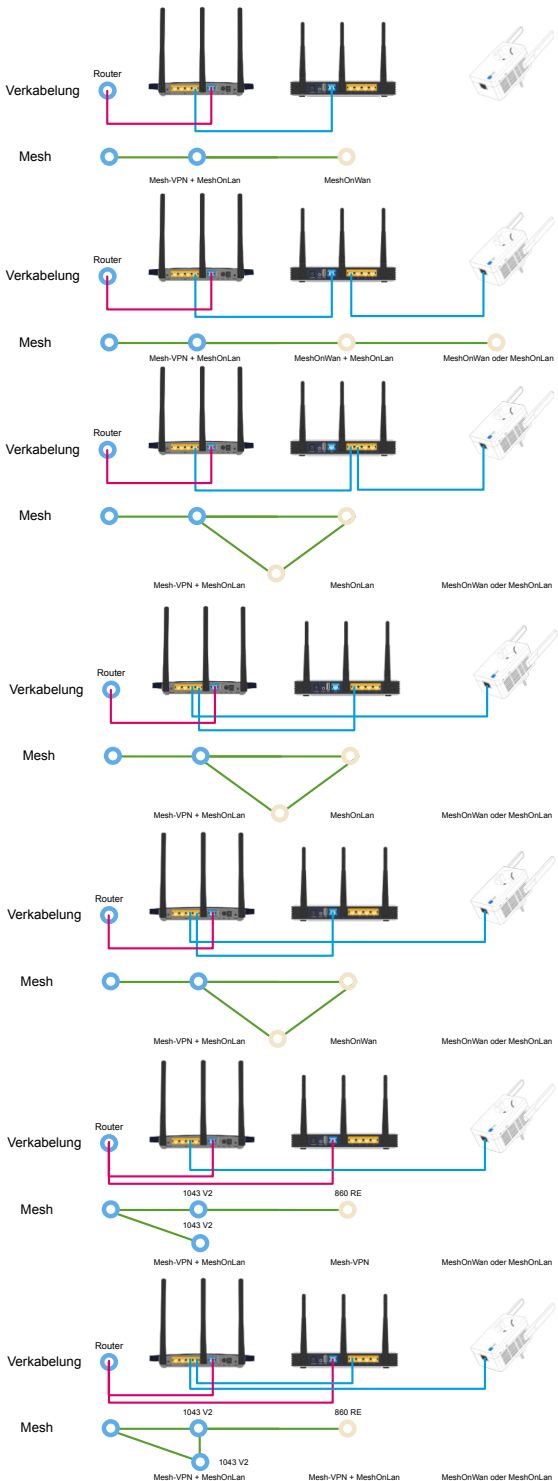 Router
Verkabelung
Mesh
Mesh-VPN + MeshOnLan MeshOnWan
Router
Verkabelung
Mesh
Mesh-VPN + MeshOnLan MeshOnWan + MeshOnLan MeshOnWan oder MeshOnLan
Router
Verkabelung
Mesh
Mesh-VPN + MeshOnLan MeshOnLan MeshOnWan oder MeshOnLan
Router
Verkabelung
Mesh
Mesh-VPN + MeshOnLan MeshOnLan MeshOnWan oder MeshOnLan
Router
Verkabelung
Mesh
Mesh-VPN + MeshOnLan MeshOnWan MeshOnWan oder MeshOnLan
Router
Verkabelung
1043 V2 860 RE
Mesh
1043 V2
Mesh-VPN + MeshOnLan Mesh-VPN MeshOnWan oder MeshOnLan
Router
Verkabelung
1043 V2 860 RE
Mesh
1043 V2
Mesh-VPN + MeshOnLan Mesh-VPN + MeshOnLan MeshOnWan oder MeshOnLan